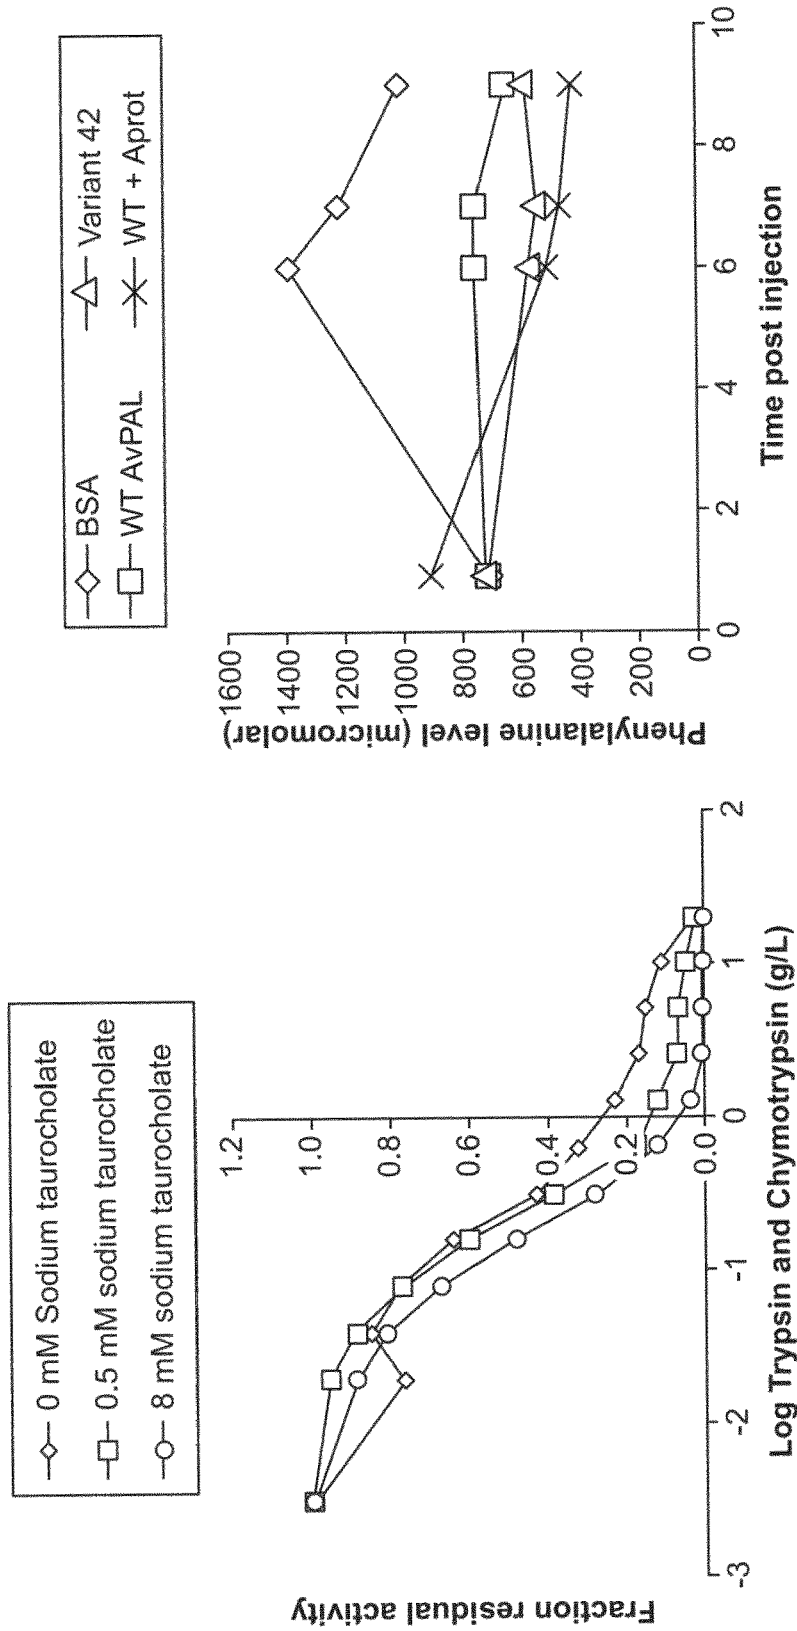 0 mM Sodium taurocholate
0.5 mM sodium taurocholate
8 mM sodium taurocholate
Fraction residual activity
1.2
1.0
0.8
0.6
0.4
0.2
0.0
-3
-2
-1
0
1
2
Log Trypsin and Chymotrypsin (g/L)
BSA
Variant 42
WT AvPAL
WT + Aprot
Phenylalanine level (micromolar)
1600
1400
1200
1000
800
600
400
200
0
0
2
4
6
8
10
Time post injection